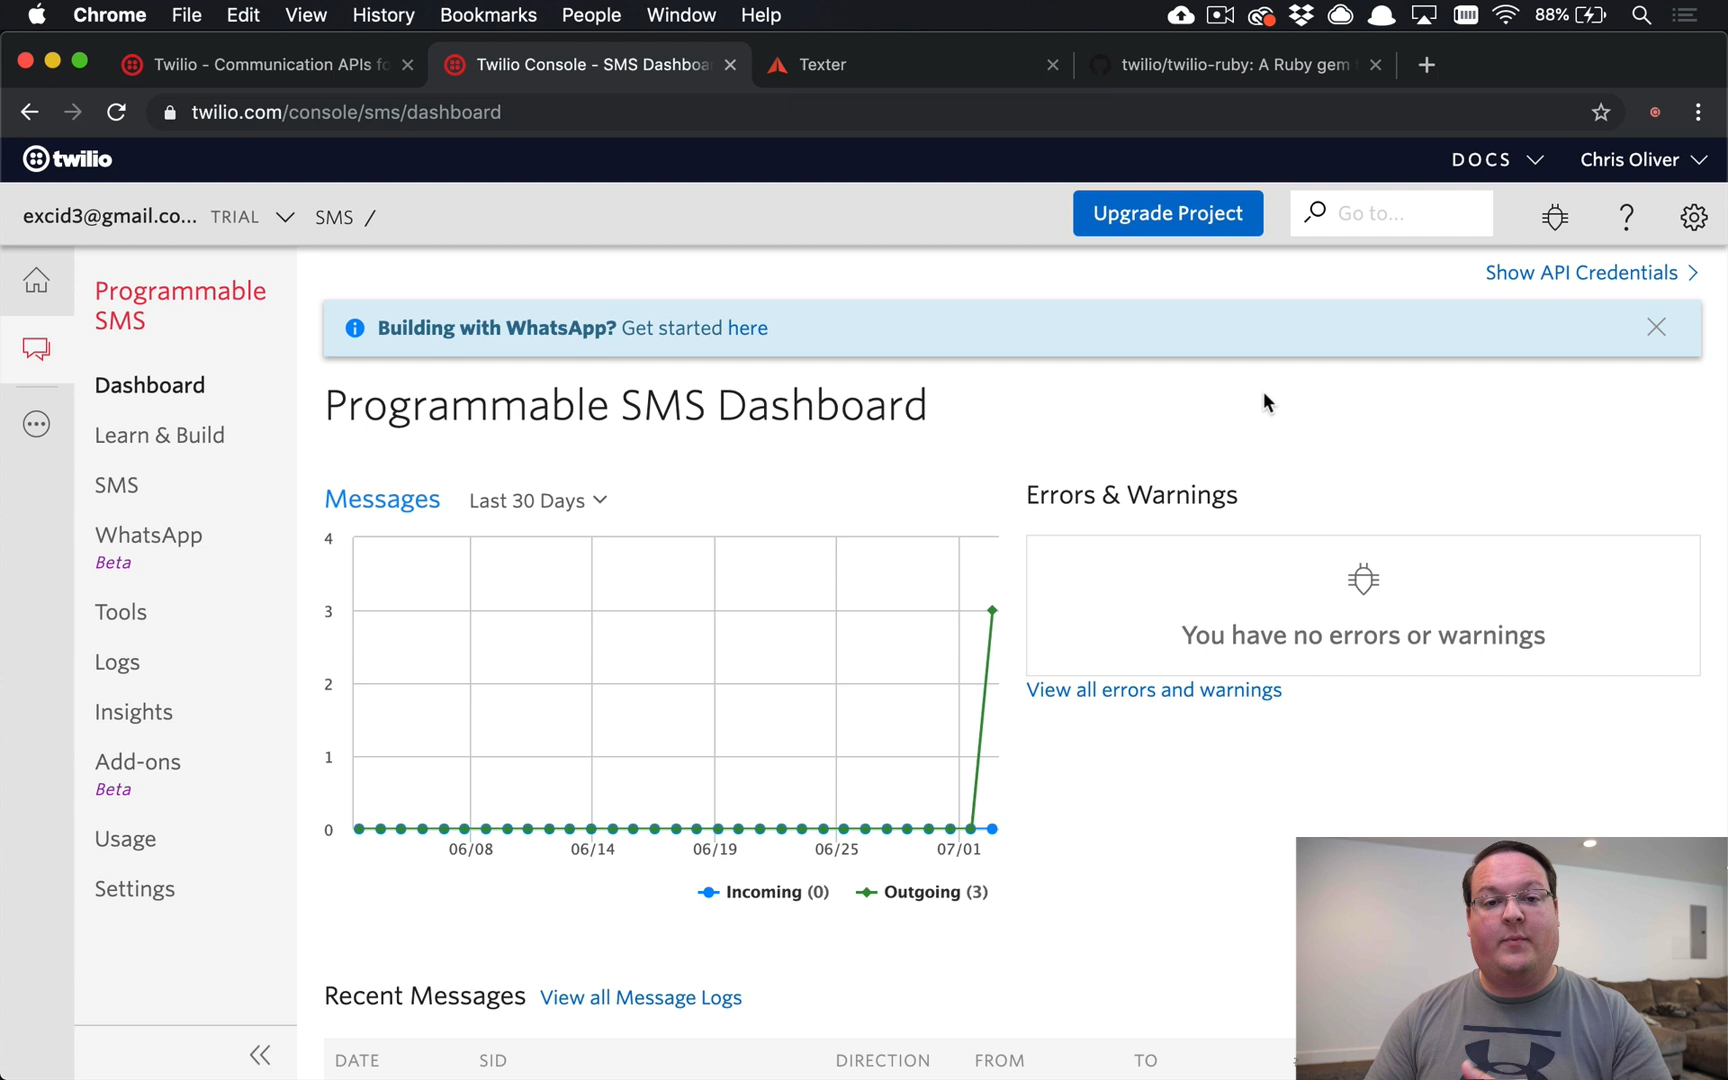 Chrome File Edit View History Bookmarks People Window Help 88%
Twilio - Communication APIs fo
Twilio Console - SMS Dashboar
Texter
twilio/twilio-ruby: A Ruby gem
twilio.com/console/sms/dashboard
twilio
DOCS
Chris Oliver
excid3@gmail.co... TRIAL
SMS /
Upgrade Project
Go to...
Show API Credentials
Programmable
SMS
Dashboard
Learn & Build
SMS
WhatsApp
Beta
Tools
Logs
Insights
Add-ons
Beta
Usage
Settings
Building with WhatsApp? Get started here
Programmable SMS Dashboard
Messages Last 30 Days
4
3
2
1
0
06/08 06/14 06/19 06/25 07/01
Incoming (0) Outgoing (3)
Errors & Warnings
You have no errors or warnings
View all errors and warnings
Recent Messages View all Message Logs
DATE SID DIRECTION FROM TO